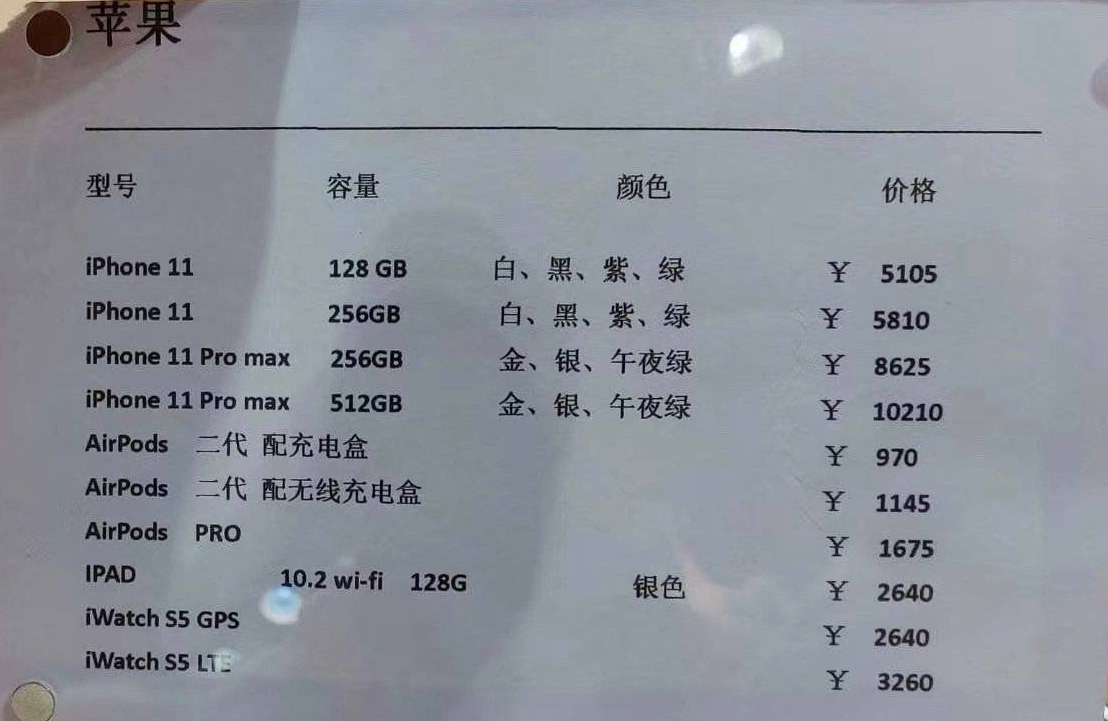 苹果
型号 容量 颜色 价格
iPhone 11 128 GB 白、黑、紫、绿 ¥ 5105
iPhone 11 256GB 白、黑、紫、绿 ¥ 5810
iPhone 11 Pro max 256GB 金、银、午夜绿 ¥ 8625
iPhone 11 Pro max 512GB 金、银、午夜绿 ¥ 10210
AirPods 二代 配充电盒 ¥ 970
AirPods 二代 配无线充电盒 ¥ 1145
AirPods PRO ¥ 1675
IPAD 10.2 wi-fi 128G 银色 ¥ 2640
iWatch S5 GPS ¥ 2640
iWatch S5 LTE ¥ 3260